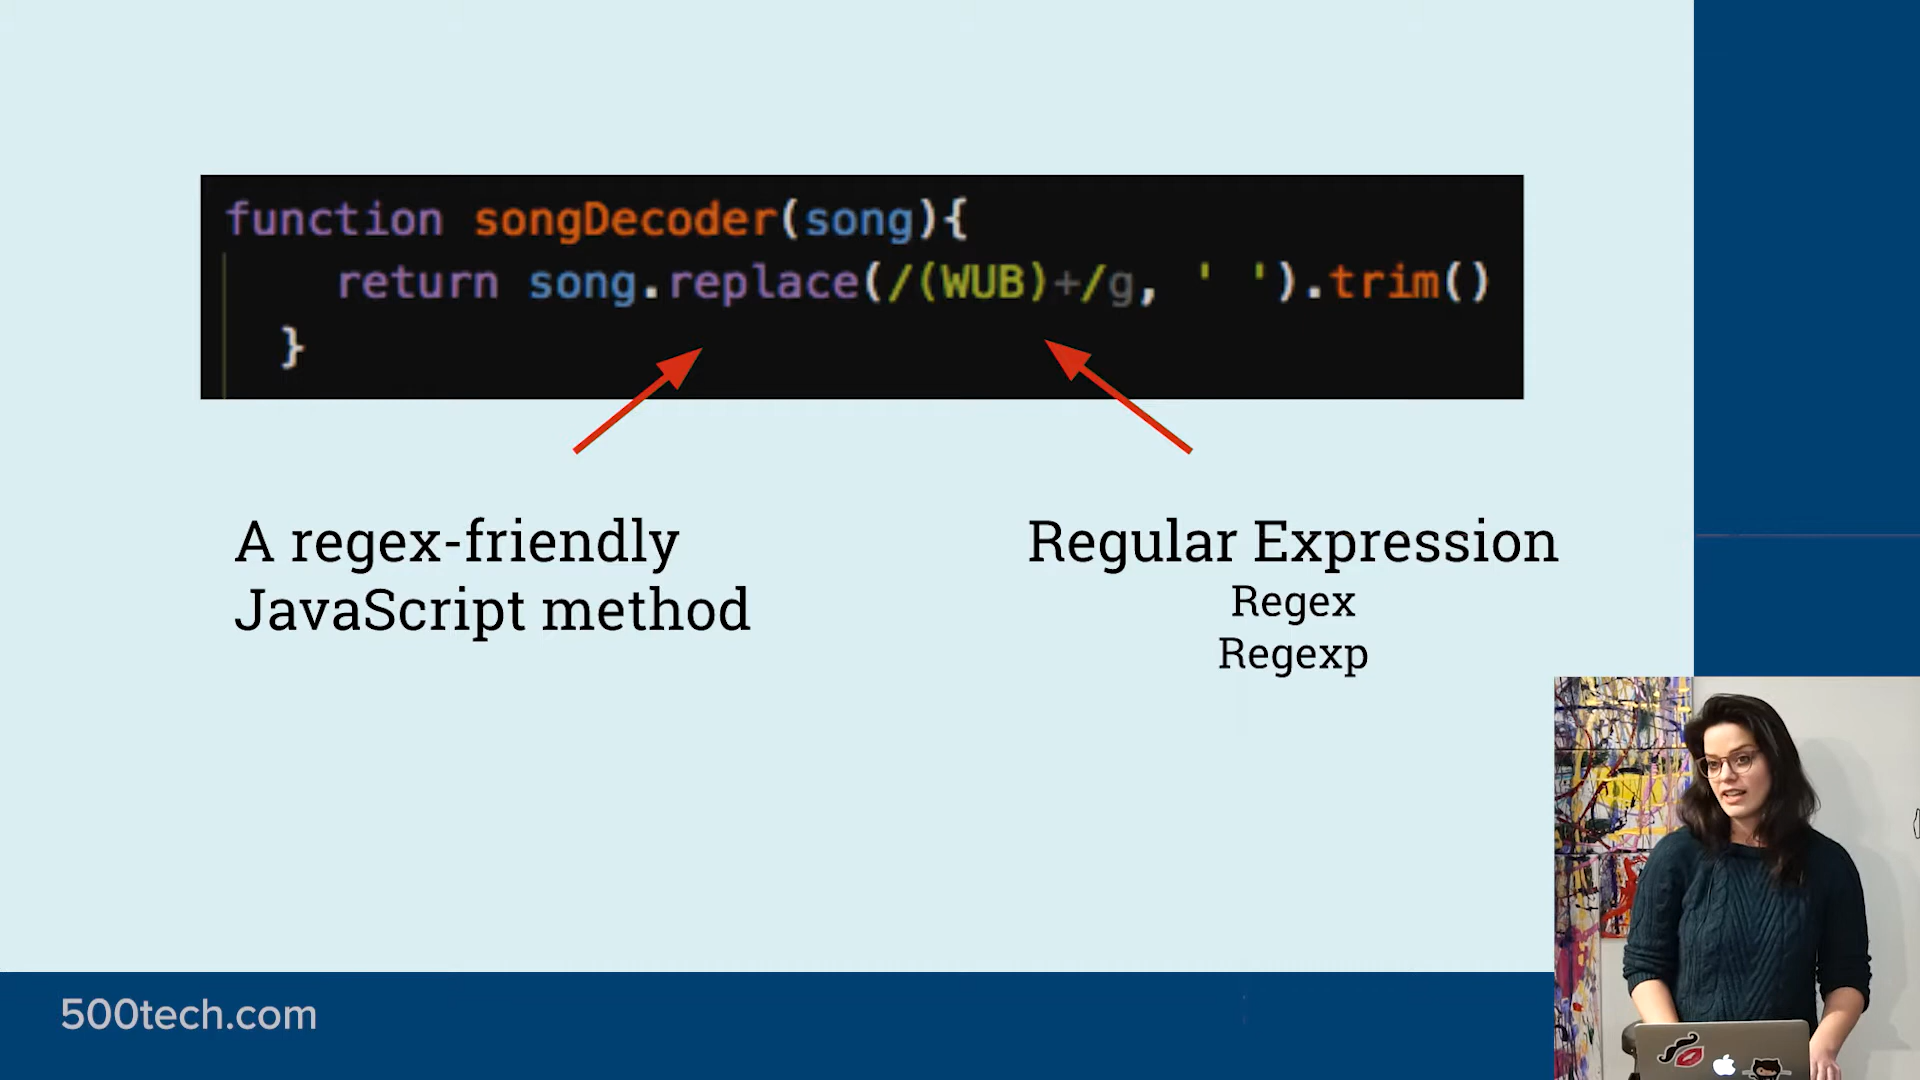 function songDecoder(song){
return song.replace(/(WUB)+/g, ' ').trim()
}
A regex-friendly
JavaScript method
Regular Expression
Regex
Regexp
500tech.com